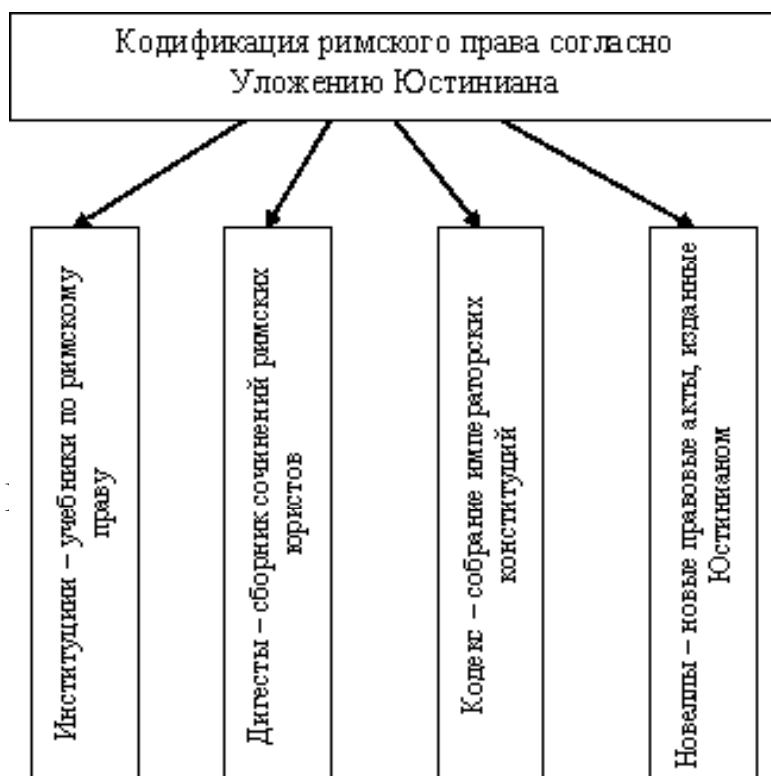 Кодификация римского права согласно
Уложению Юстиниана
Институции – учебники по римскому
праву
Дигесты – сборник сочинений римских
юристов
Кодекс – собрание императорских
конституций
Новеллы – новые правовые акты, изданные
Юстинианом